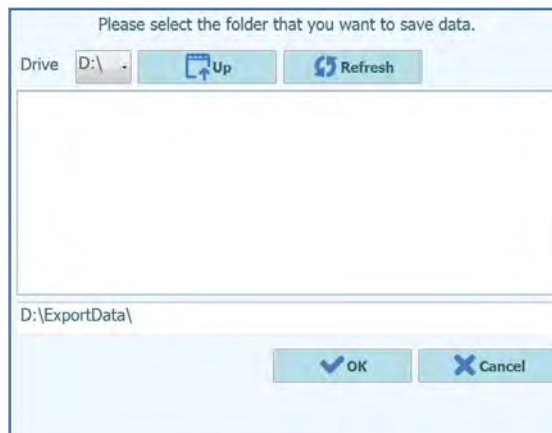 Please select the folder that you want to save data.
Drive D:\ Up Refresh
D:\ExportData\
OK Cancel